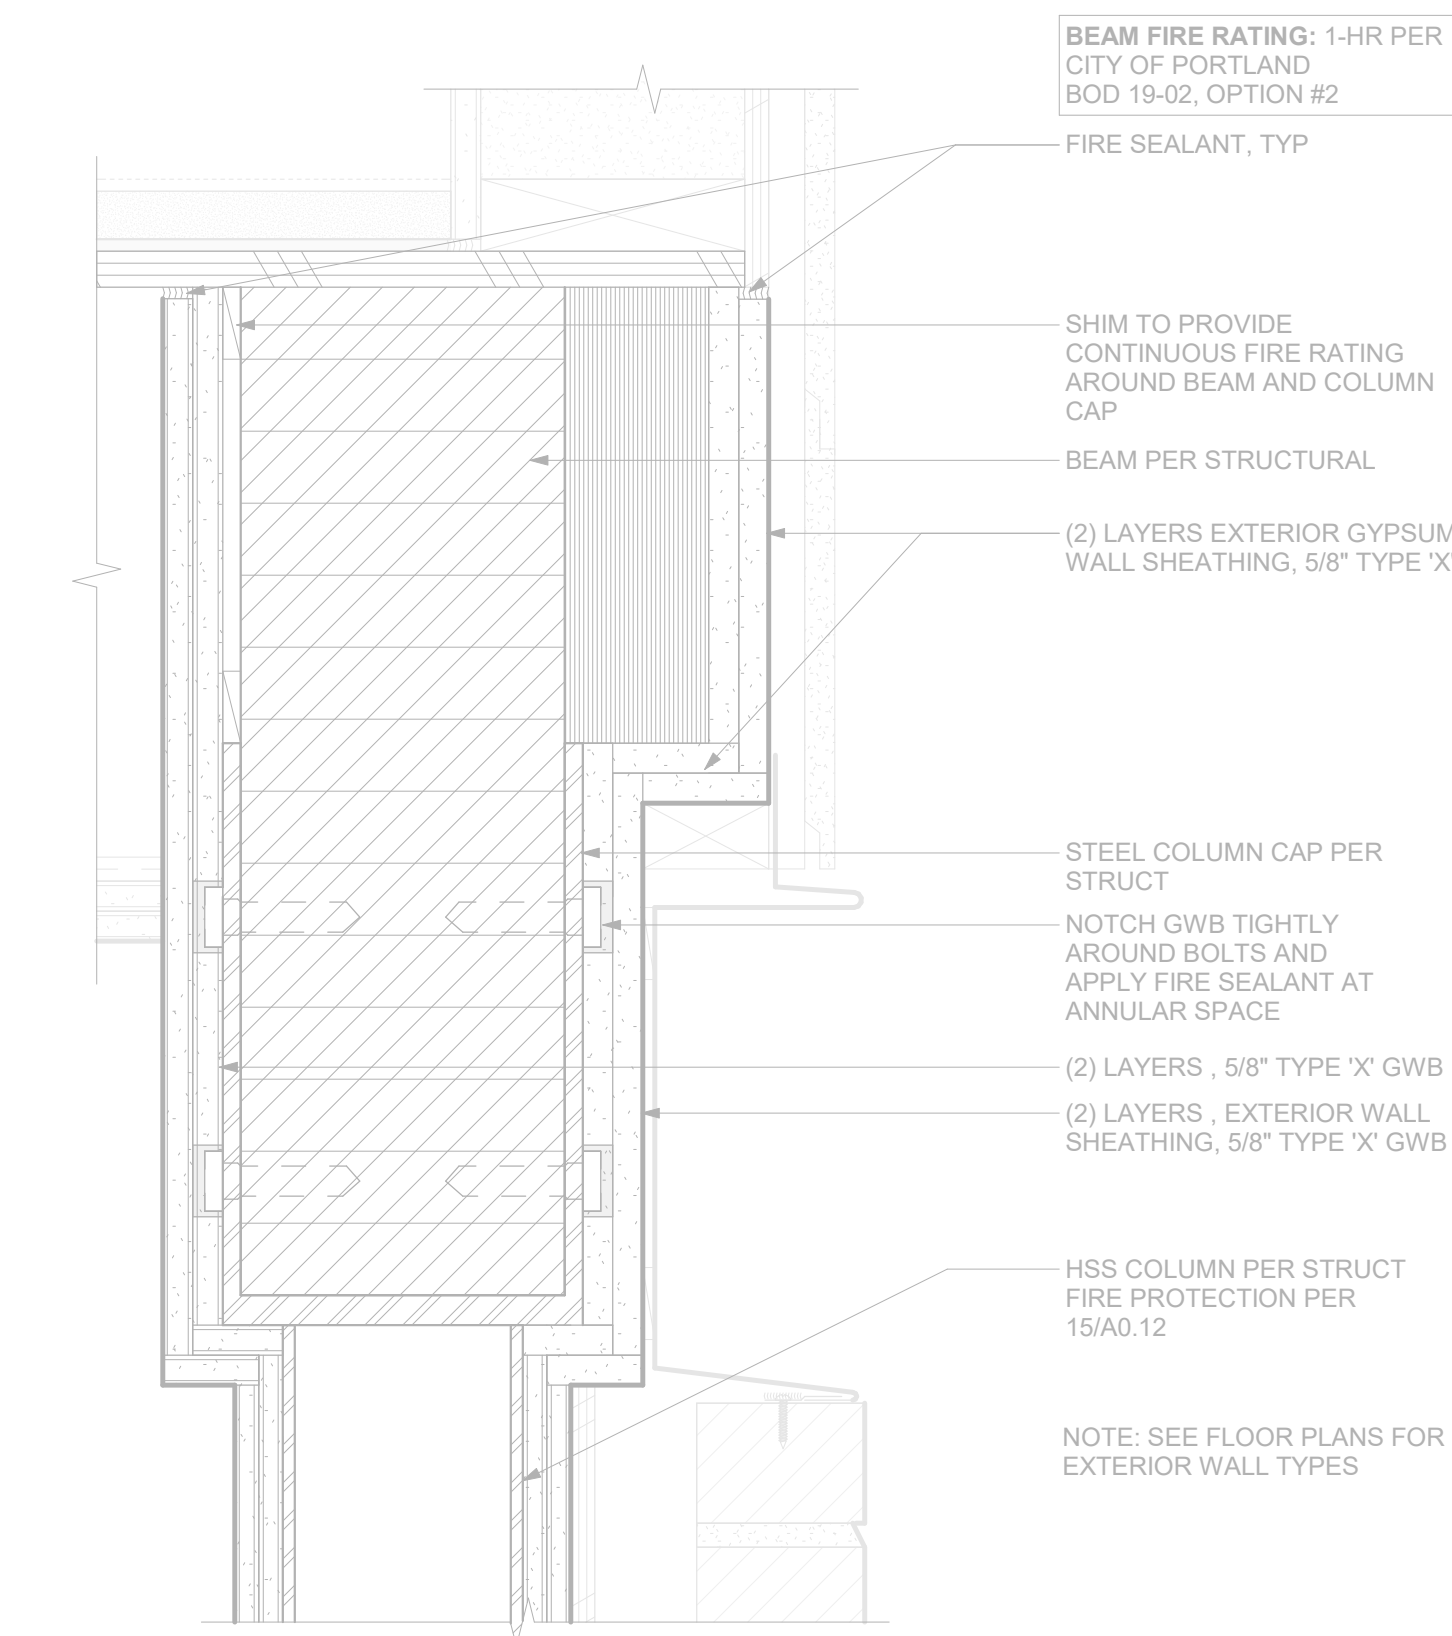 BEAM FIRE RATING: 1-HR PER
CITY OF PORTLAND
BOD 19-02, OPTION #2
FIRE SEALANT, TYP
SHIM TO PROVIDE
CONTINUOUS FIRE RATING
AROUND BEAM AND COLUMN
CAP
BEAM PER STRUCTURAL
(2) LAYERS EXTERIOR GYPSUM
WALL SHEATHING, 5/8" TYPE 'X'
STEEL COLUMN CAP PER
STRUCT
NOTCH GWB TIGHTLY
AROUND BOLTS AND
APPLY FIRE SEALANT AT
ANNULAR SPACE
(2) LAYERS , 5/8" TYPE 'X' GWB
(2) LAYERS , EXTERIOR WALL
SHEATHING, 5/8" TYPE 'X' GWB
HSS COLUMN PER STRUCT
FIRE PROTECTION PER
15/A0.12
NOTE: SEE FLOOR PLANS FOR
EXTERIOR WALL TYPES